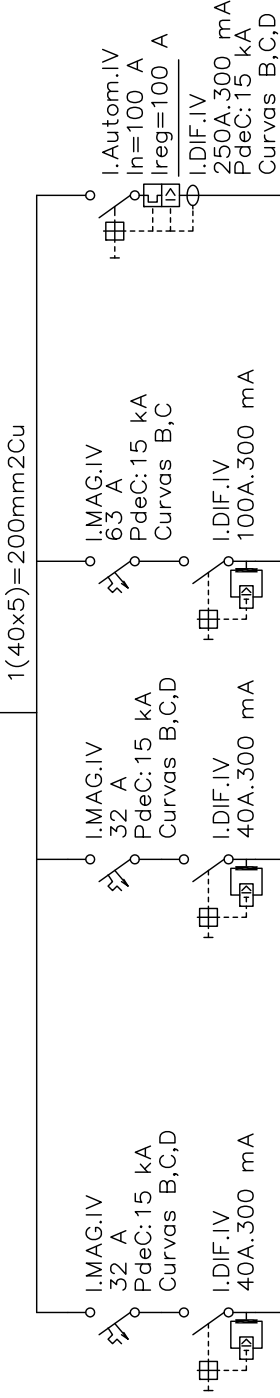 1(40x5)=200mm2Cu
I.MAG.IV
32 A
PdeC:15 kA
Curvas B,C,D
I.DIF.IV
40A.300 mA
I.MAG.IV
32 A
PdeC:15 kA
Curvas B,C,D
I.DIF.IV
40A.300 mA
I.MAG.IV
63 A
PdeC:15 kA
Curvas B,C
I.DIF.IV
100A.300 mA
I.Autom.IV
In=100 A
Ireg=100 A
I.DIF.IV
250A.300 mA
PdeC:15 kA
Curvas B,C,D